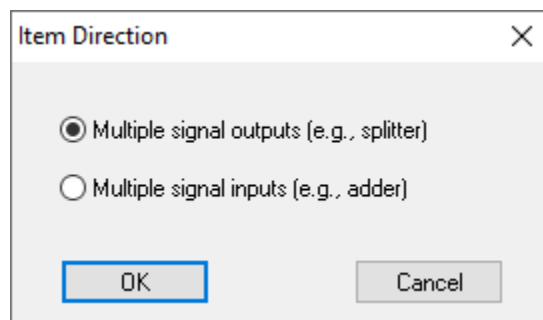 Item Direction
Multiple signal outputs (e.g., splitter)
Multiple signal inputs (e.g., adder)
OK Cancel